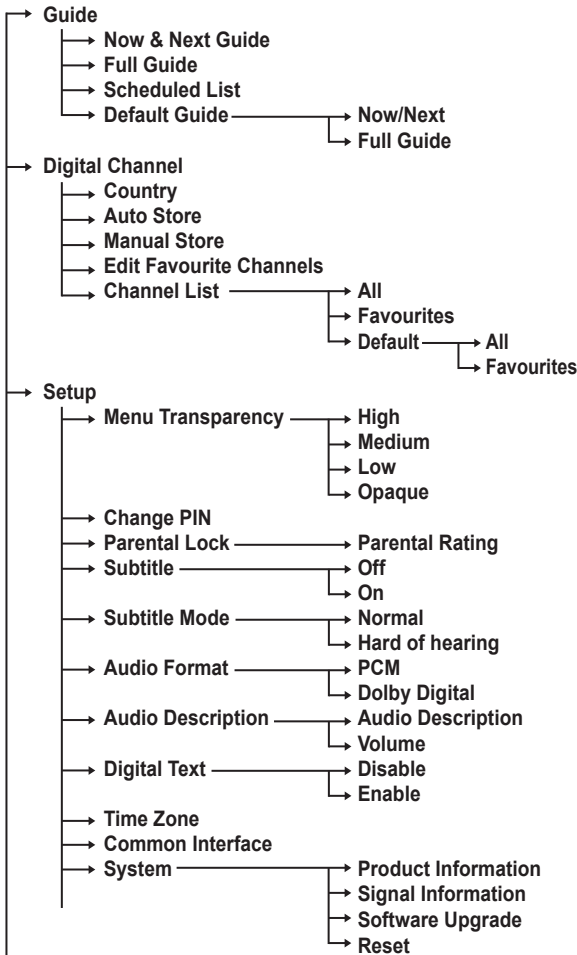 Guide
Now & Next Guide
Full Guide
Scheduled List
Default Guide Now/Next
Full Guide
Digital Channel
Country
Auto Store
Manual Store
Edit Favourite Channels
Channel List All
Favourites
Default All
Favourites
Setup
Menu Transparency High
Medium
Low
Opaque
Change PIN
Parental Lock Parental Rating
Subtitle Off
On
Subtitle Mode Normal
Hard of hearing
Audio Format PCM
Dolby Digital
Audio Description Audio Description
Volume
Digital Text Disable
Enable
Time Zone
Common Interface
System Product Information
Signal Information
Software Upgrade
Reset